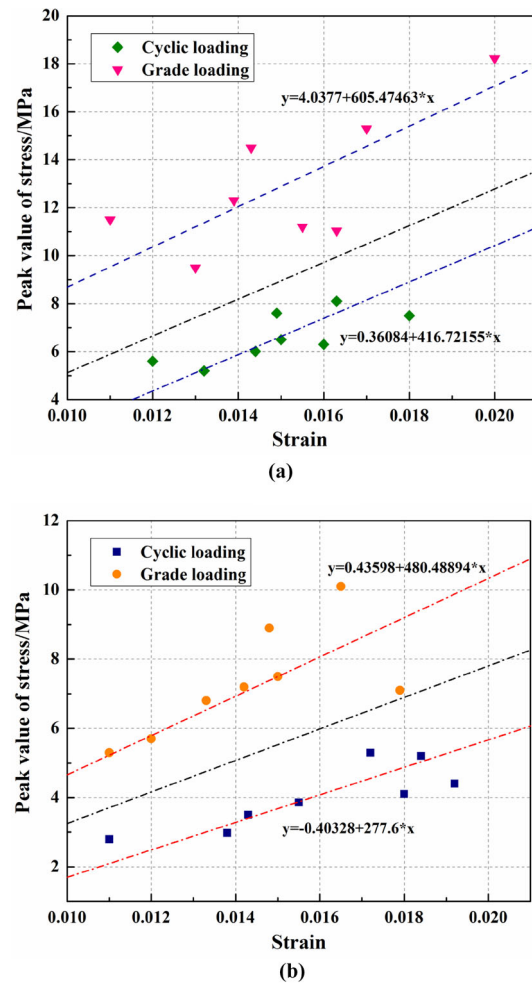 20
18
16
14
12
10
8
6
4
Peak value of stress/MPa
Cyclic loading
Grade loading
y=4.0377+605.47463*x
y=0.36084+416.72155*x
0.010 0.012 0.014 0.016 0.018 0.020
Strain
(a)
12
10
8
6
4
2
Peak value of stress/MPa
Cyclic loading
Grade loading
y=0.43598+480.48894*x
y=-0.40328+277.6*x
0.010 0.012 0.014 0.016 0.018 0.020
Strain
(b)